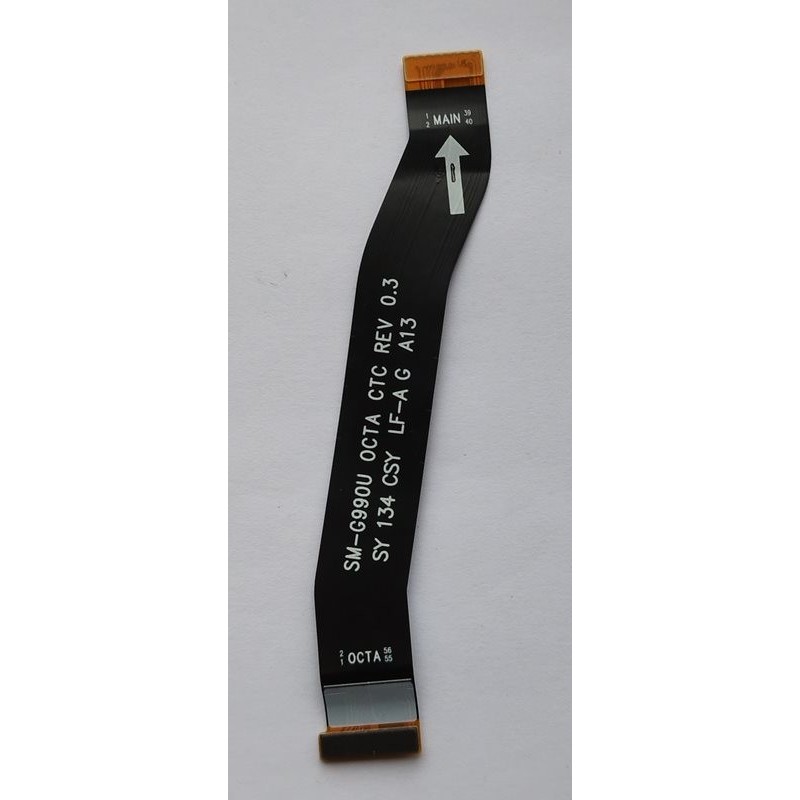 1 MAIN 39
2 40
SM-G990U OCTA CTC REV 0.3
SY 134 CSY LF-A G A13
2 OCTA 56
1 55